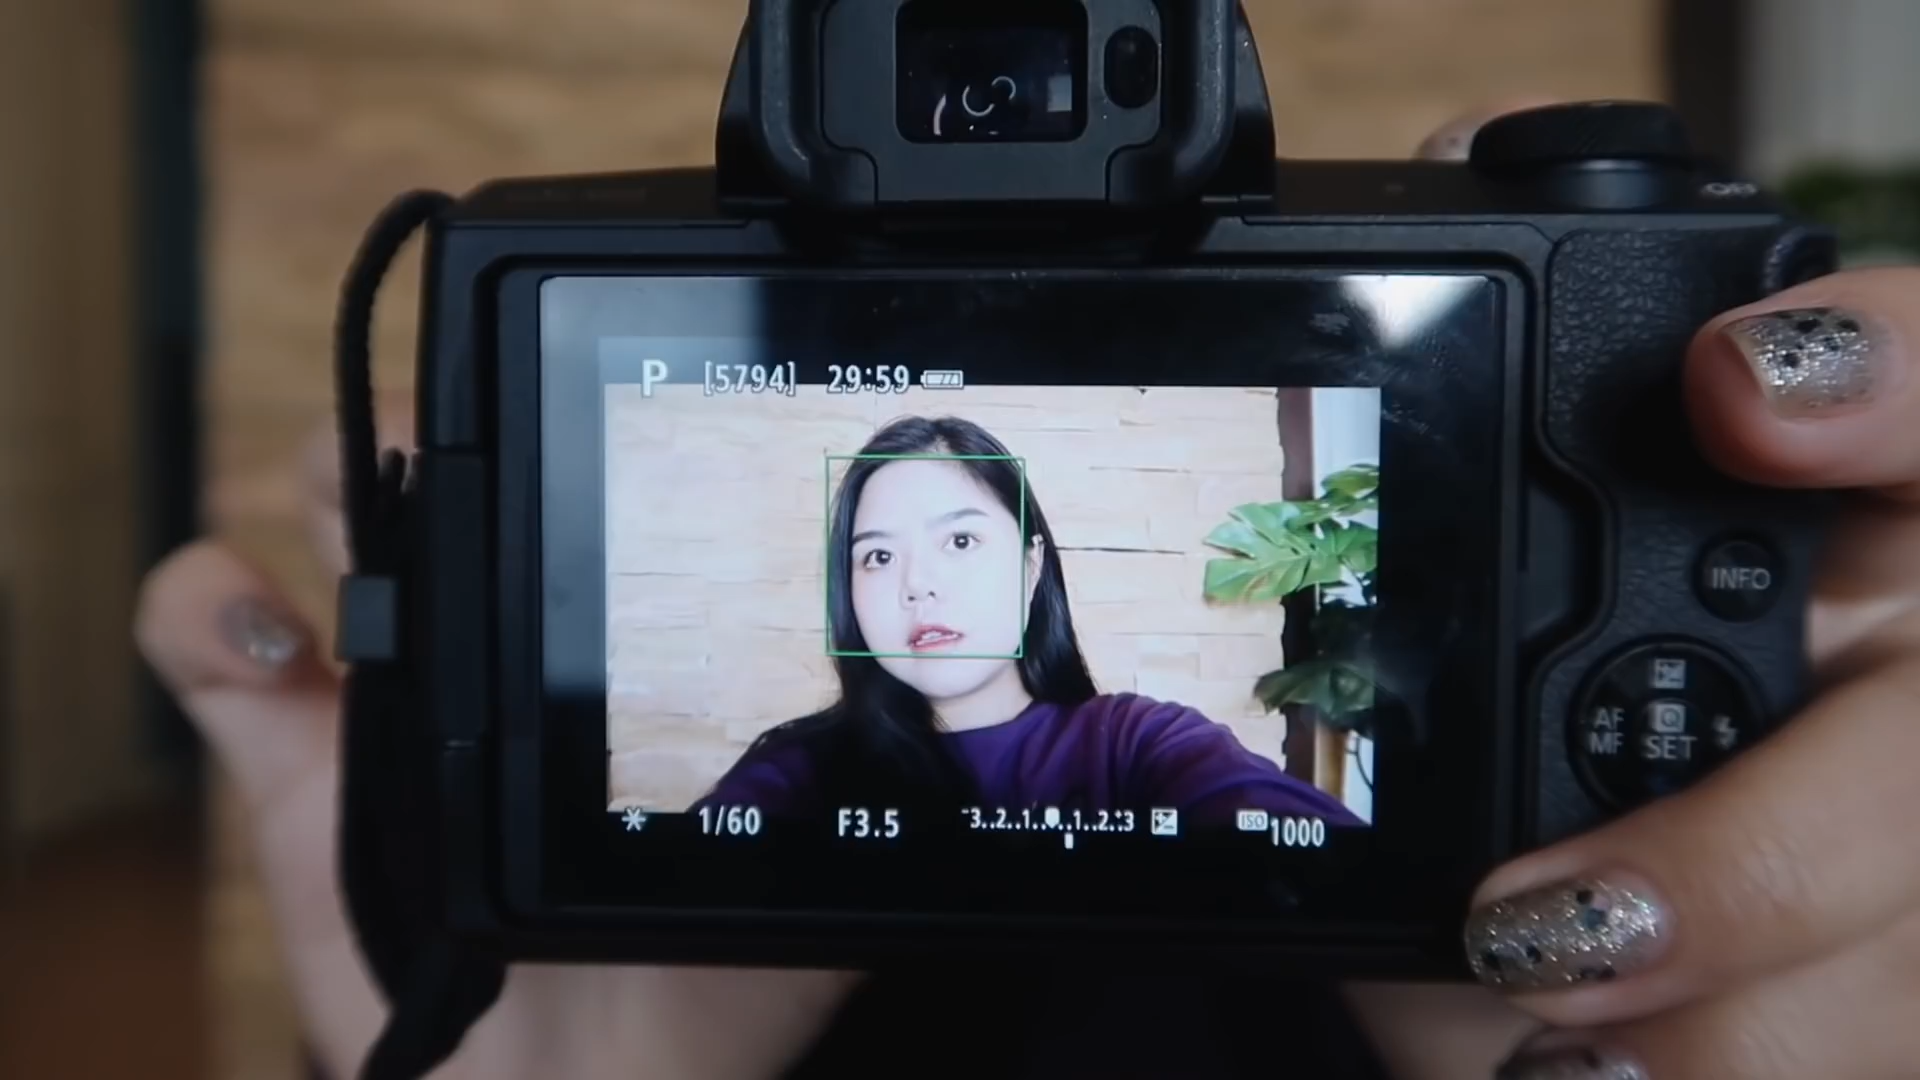 P [5794] 29:59
1/60 F3.5 -3..2..1....1..2.+3 ISO 1000
INFO
AF
MF
Q
SET